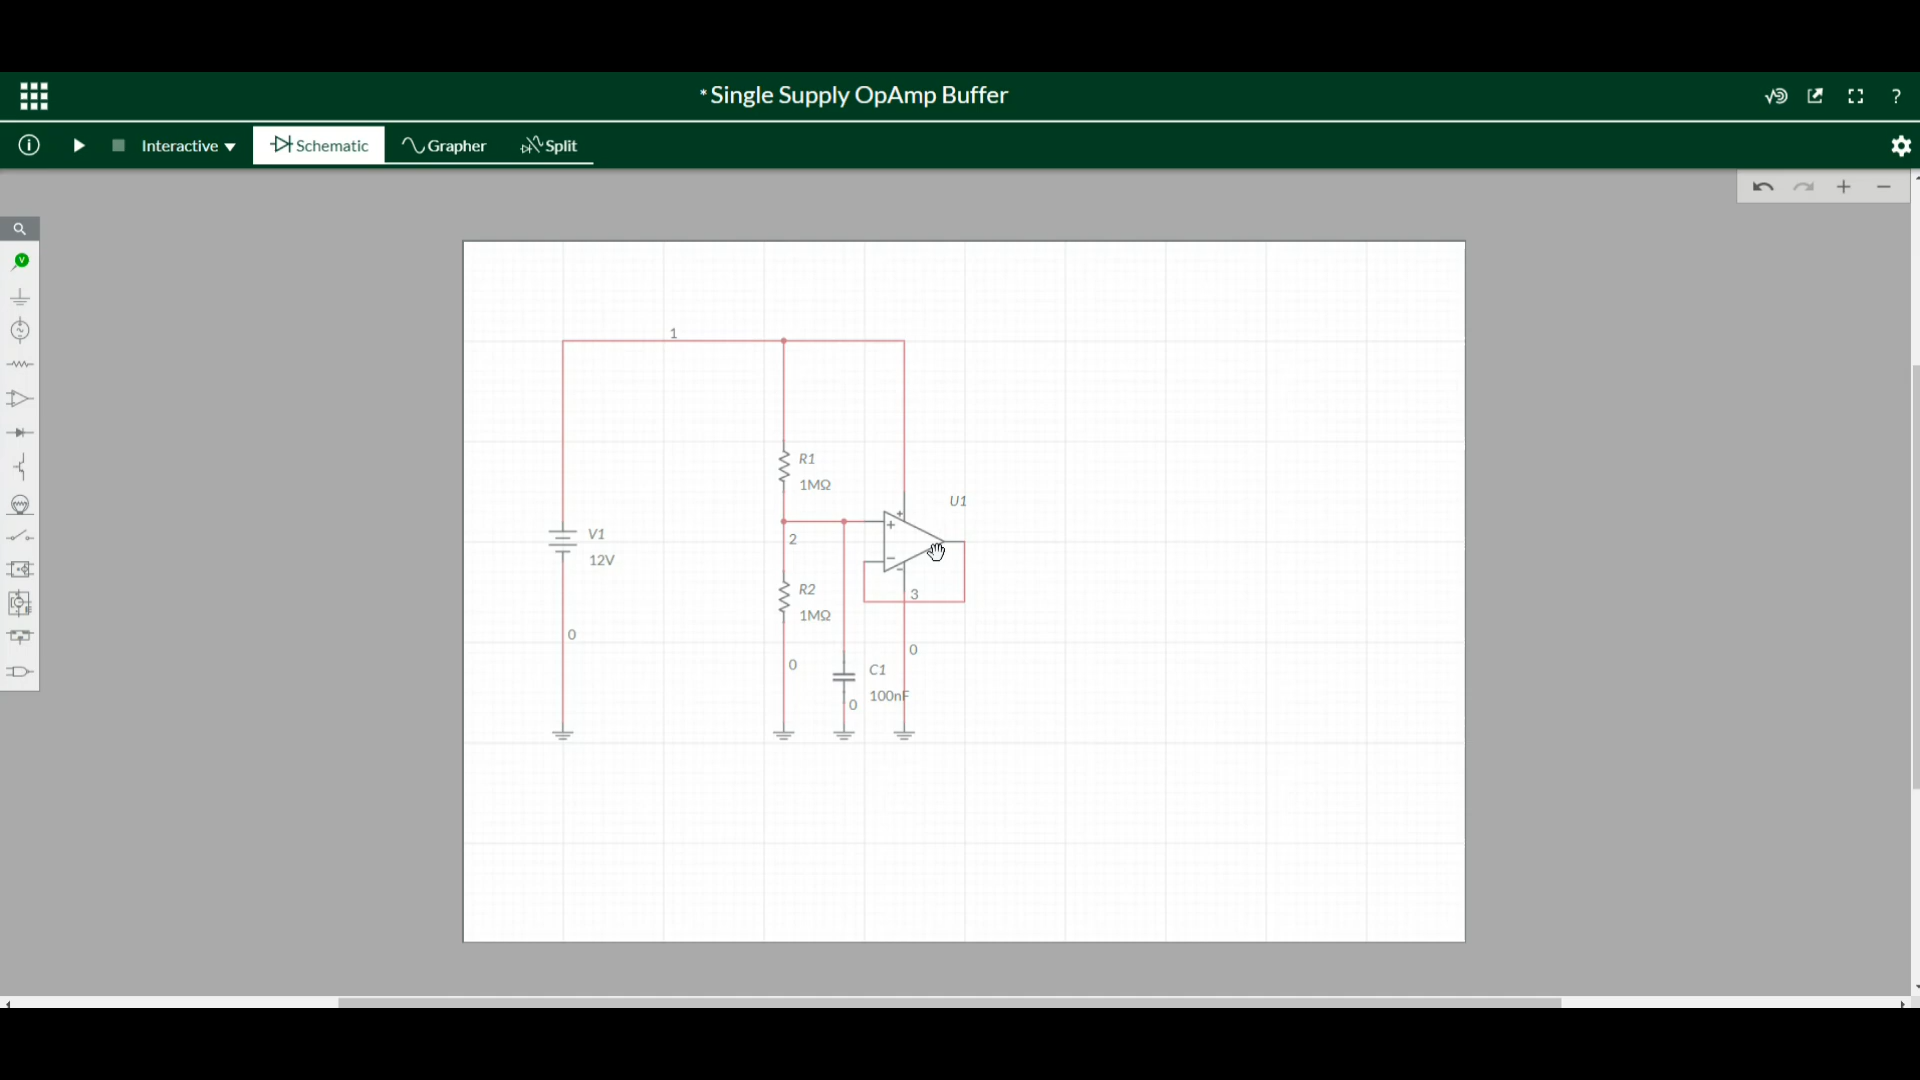 * Single Supply OpAmp Buffer
?
Interactive
Schematic
Grapher
Split
V
1
R1
1MΩ
U1
V1
12V
2
R2
1MΩ
3
0
0
0
C1
100nF
0